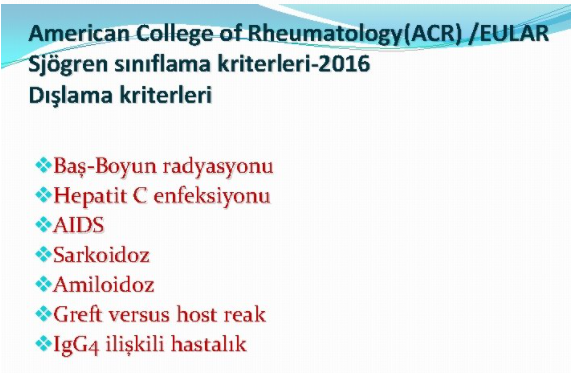 American College of Rheumatology(ACR) /EULAR
Sjögren sınıflama kriterleri-2016
Dışlama kriterleri
Baş-Boyun radyasyonu
Hepatit C enfeksiyonu
AIDS
Sarkoidoz
Amiloidoz
Greft versus host reak
IgG4 ilişkili hastalık